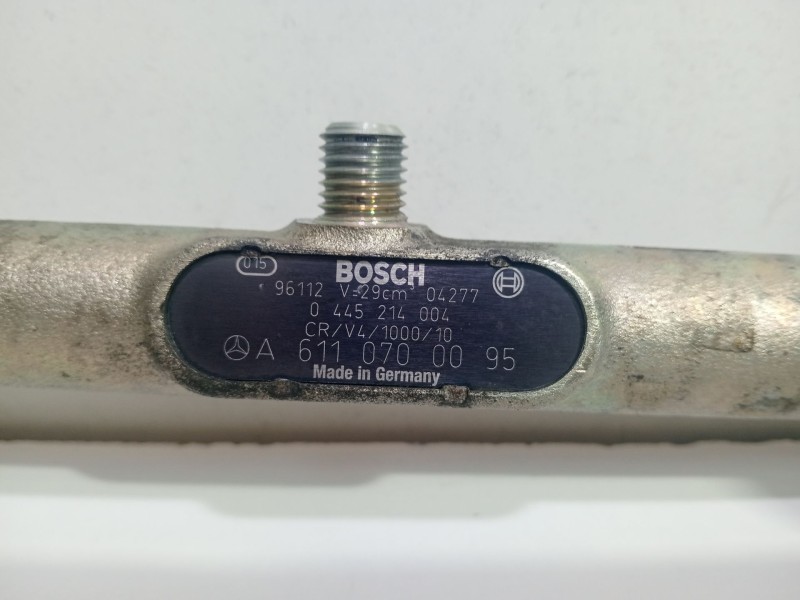 015
BOSCH
96112 V=29cm 04277
0 445 214 004
CR/V4/1000/10
A 611 070 00 95
Made in Germany